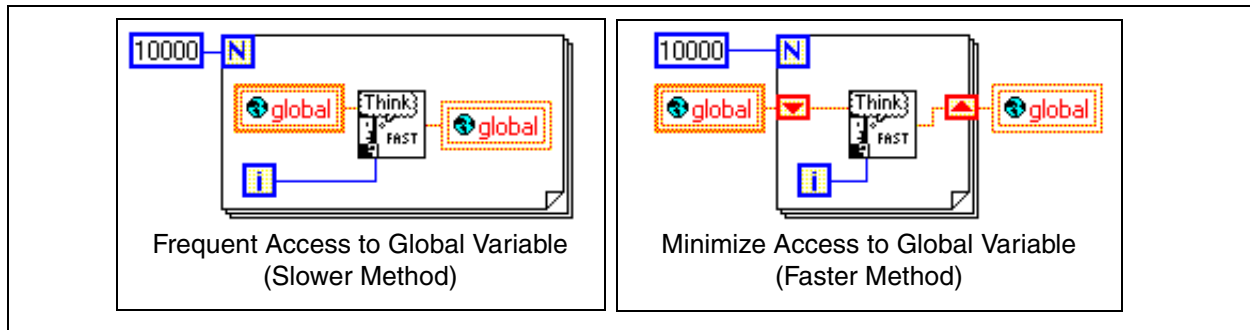 10000 N
global Think FAST global
i
Frequent Access to Global Variable
(Slower Method)
10000 N
global Think FAST global
i
Minimize Access to Global Variable
(Faster Method)